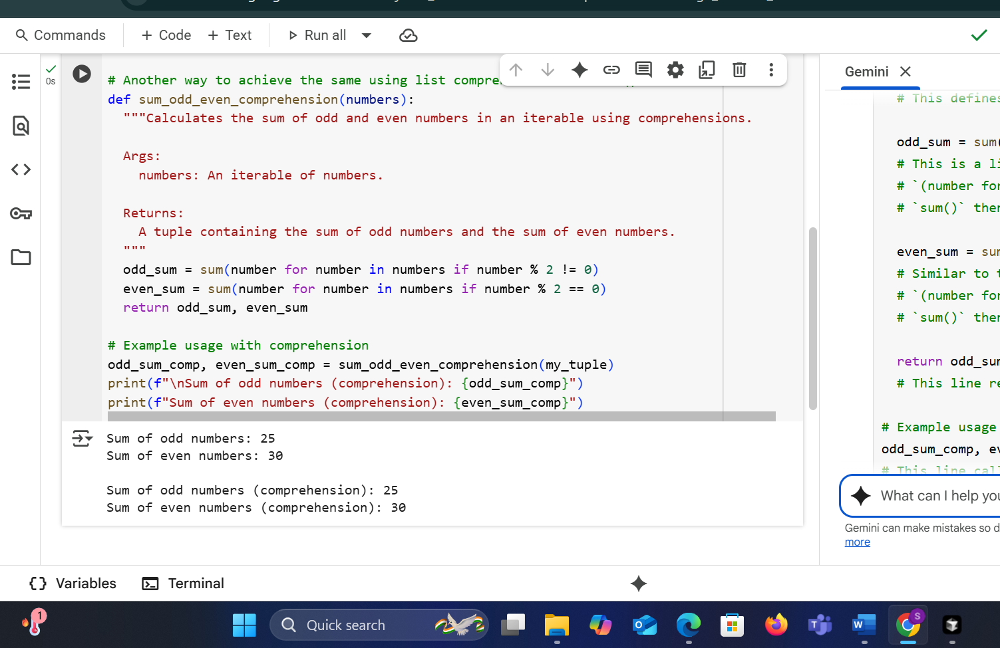 Commands
+ Code
+ Text
Run all
0s
# Another way to achieve the same using list compre
def sum_odd_even_comprehension(numbers):
"""Calculates the sum of odd and even numbers in an iterable using comprehensions.
Args:
numbers: An iterable of numbers.
Returns:
A tuple containing the sum of odd numbers and the sum of even numbers.
"""
odd_sum = sum(number for number in numbers if number % 2 != 0)
even_sum = sum(number for number in numbers if number % 2 == 0)
return odd_sum, even_sum
# Example usage with comprehension
odd_sum_comp, even_sum_comp = sum_odd_even_comprehension(my_tuple)
print(f"\nSum of odd numbers (comprehension): {odd_sum_comp}")
print(f"Sum of even numbers (comprehension): {even_sum_comp}")
Sum of odd numbers: 25
Sum of even numbers: 30
Sum of odd numbers (comprehension): 25
Sum of even numbers (comprehension): 30
Gemini
# This defines
odd_sum = sum(
# This is a li
# `(number for
# `sum()` then
even_sum = sum
# Similar to t
# `(number for
# `sum()` then
return odd_sum
# This line re
# Example usage
odd_sum_comp, ev
# This line call
What can I help you
Gemini can make mistakes so d
more
Variables
Terminal
1
Quick search
S